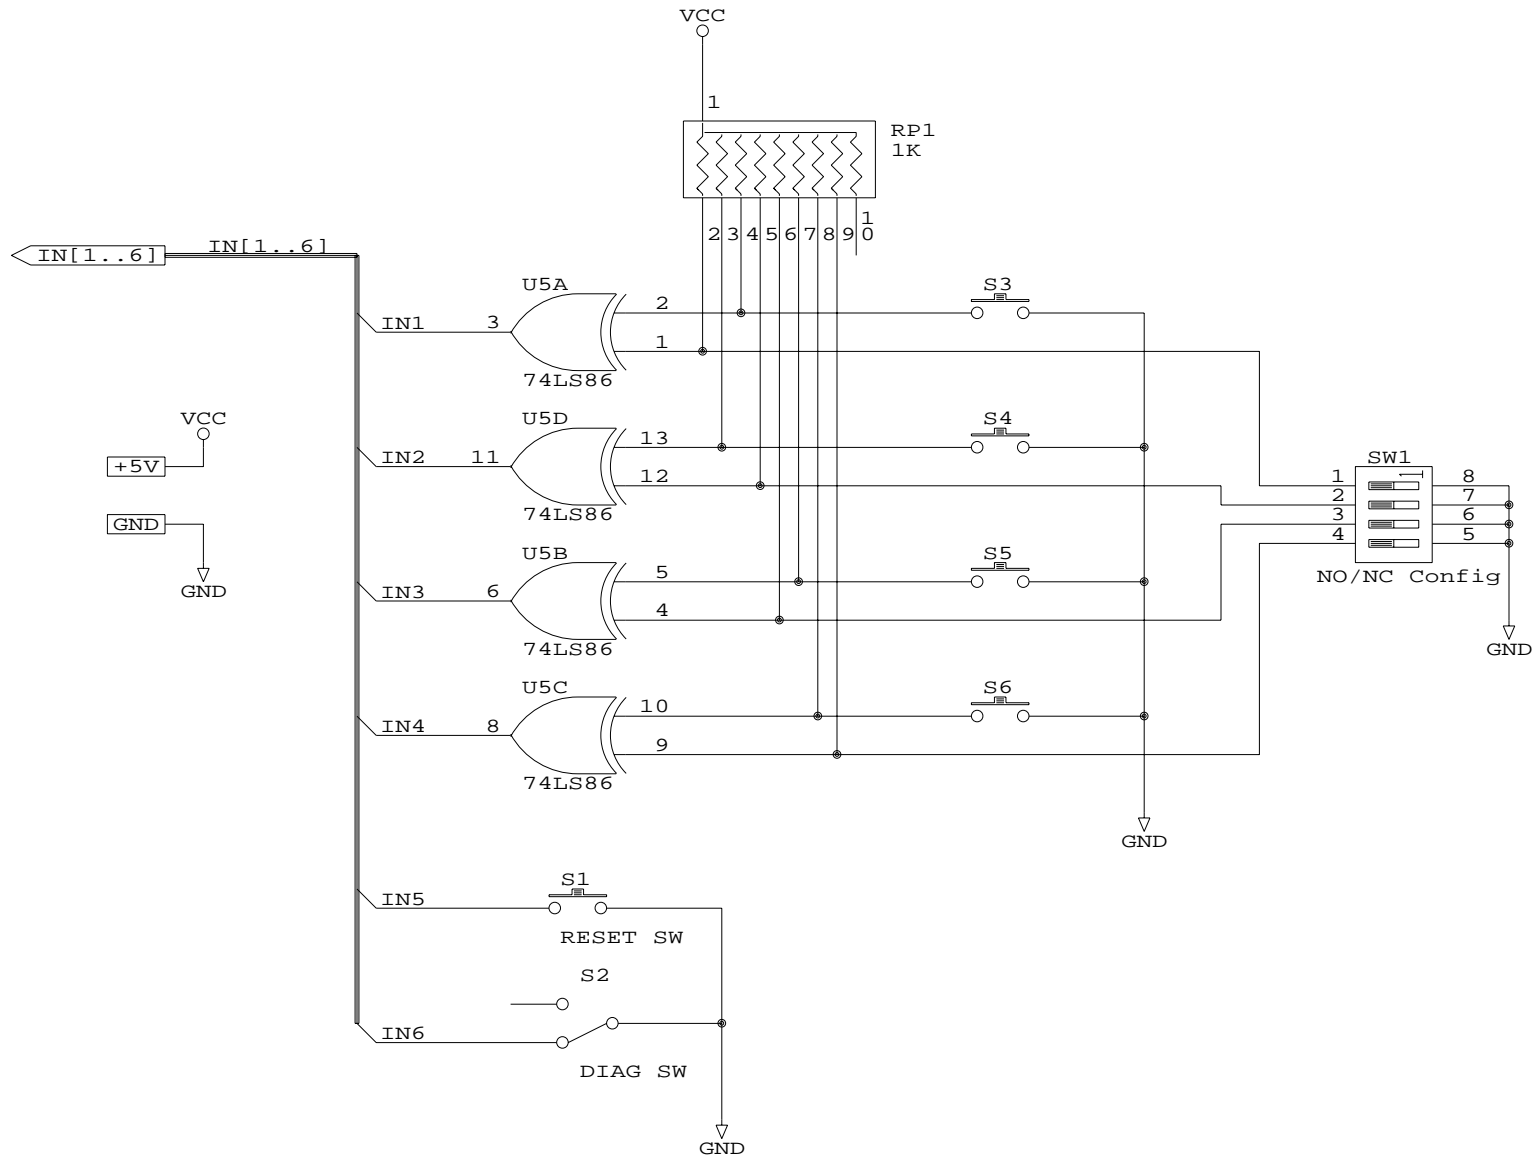 VCC
1
RP1
1K
2 3 4 5 6 7 8 9 10
IN[1..6]
IN[1..6]
U5A
S3
IN1
3
2
1
74LS86
VCC
+5V
GND
GND
U5D
S4
IN2
11
13
12
74LS86
SW1
1
1 8
2 7
3 6
4 5
NO/NC Config
GND
U5B
S5
IN3
6
5
4
74LS86
U5C
S6
IN4
8
10
9
74LS86
GND
S1
IN5
RESET SW
S2
IN6
DIAG SW
GND